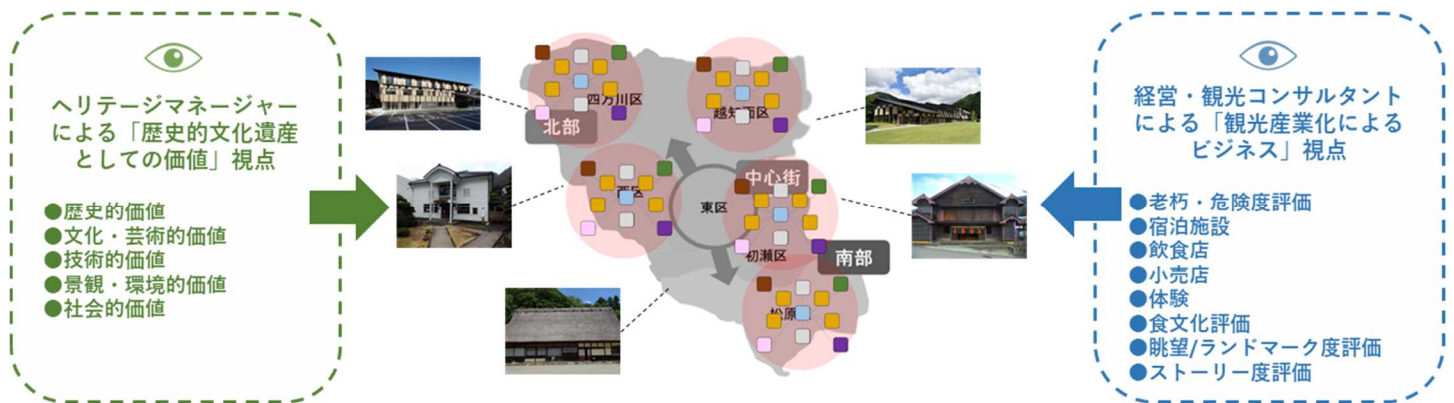 ヘリテージマネージャー
による「歴史的文化遺産
としての価値」視点
●歴史的価値
●文化・芸術的価値
●技術的価値
●景観・環境的価値
●社会的価値
四万川区
北部
越知面区
西区
東区
中心街
初瀬区
南部
松原
経営・観光コンサルタント
による「観光産業化による
ビジネス」視点
●老朽・危険度評価
●宿泊施設
●飲食店
●小売店
●体験
●食文化評価
●眺望/ランドマーク度評価
●ストーリー度評価